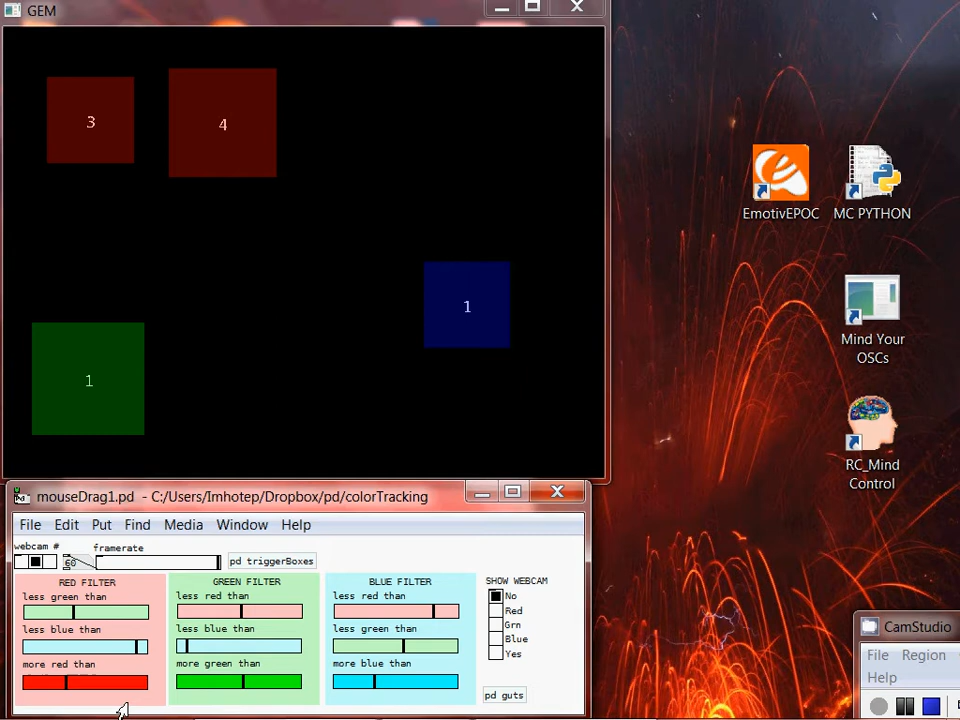 GEM
3
4
1
1
EmotivEPOC
MC PYTHON
Mind Your
OSCs
RC_Mind
Control
mouseDrag1.pd - C:/Users/Imhotep/Dropbox/pd/colorTracking
File Edit Put Find Media Window Help
webcam # framerate
60
pd triggerBoxes
RED FILTER
less green than
less blue than
more red than
GREEN FILTER
less red than
less blue than
more green than
BLUE FILTER
less red than
less green than
more blue than
SHOW WEBCAM
No
Red
Grn
Blue
Yes
pd guts
CamStudio
File Region
Help